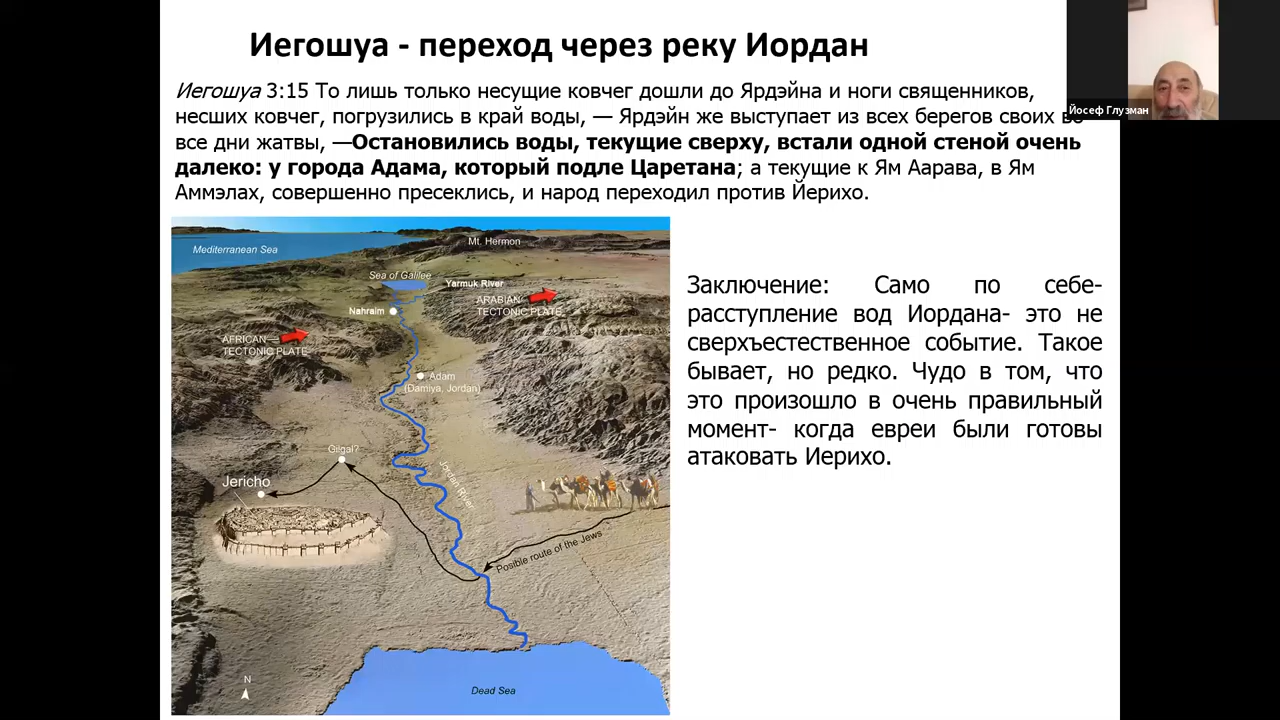 Иегошуа - переход через реку Иордан
Йосеф Глузман
Иегошуа 3:15 То лишь только несущие ковчег дошли до Ярдэйна и ноги священников,
несших ковчег, погрузились в край воды, — Ярдэйн же выступает из всех берегов своих во
все дни жатвы, —Остановились воды, текущие сверху, встали одной стеной очень
далеко: у города Адама, который подле Царетана; а текущие к Ям Аарава, в Ям
Аммэлах, совершенно пресеклись, и народ переходил против Йерихо.
Mediterranean Sea
Mt. Hermon
Sea of Galilee
Yarmuk River
ARABIAN
TECTONIC PLATE
Nahraim
AFRICAN
TECTONIC PLATE
Adam
(Damiya, Jordan)
Gilgal?
Jericho
Jordan River
Posible route of the Jews
N
Dead Sea
Заключение: Само по себе-
расступление вод Иордана- это не
сверхъестественное событие. Такое
бывает, но редко. Чудо в том, что
это произошло в очень правильный
момент- когда евреи были готовы
атаковать Иерихо.